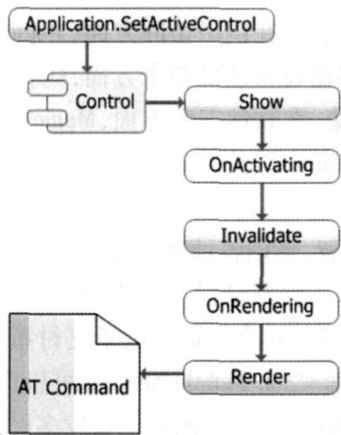 Application.SetActiveControl
Control
Show
OnActivating
Invalidate
OnRendering
Render
AT Command